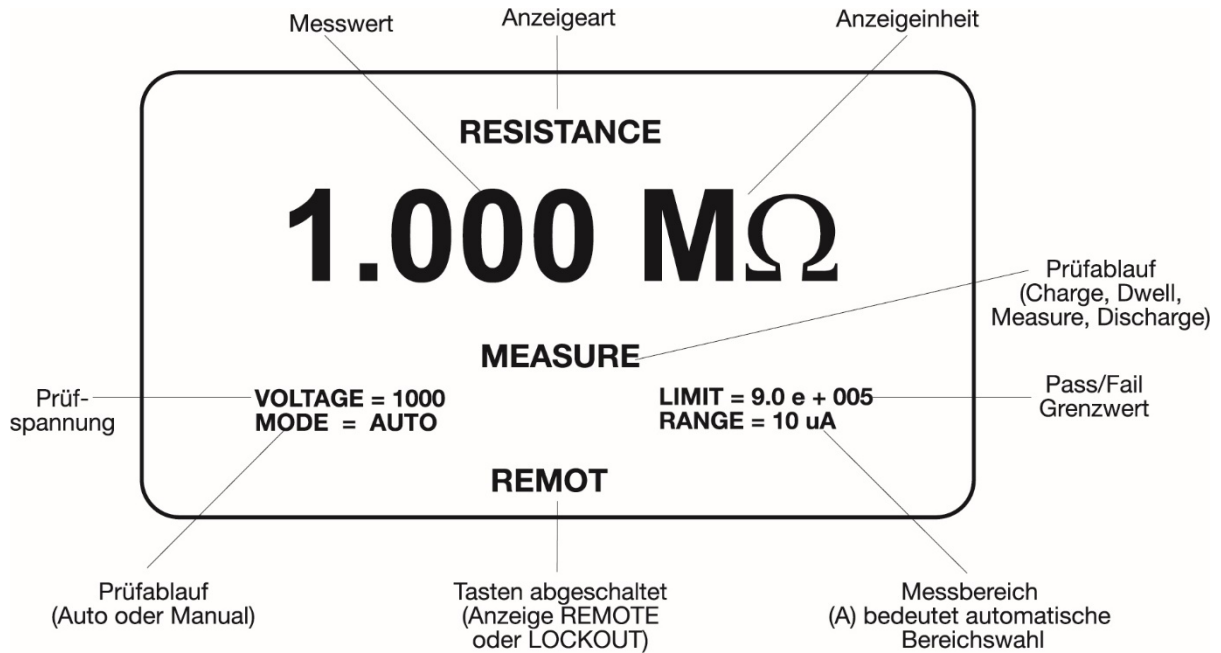 Messwert
Anzeigeart
Anzeigeinheit
RESISTANCE
1.000 MΩ
Prüfablauf
(Charge, Dwell,
Measure, Discharge)
MEASURE
Prüf-
spannung
VOLTAGE = 1000
MODE = AUTO
LIMIT = 9.0 e + 005
RANGE = 10 uA
Pass/Fail
Grenzwert
REMOT
Prüfablauf
(Auto oder Manual)
Tasten abgeschaltet
(Anzeige REMOTE
oder LOCKOUT)
Messbereich
(A) bedeutet automatische
Bereichswahl